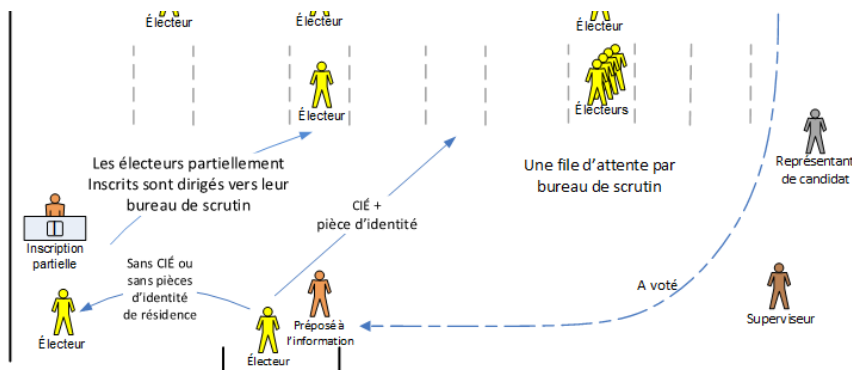 Électeur
Électeur
Électeur
Électeur
Électeurs
Les électeurs partiellement
Inscrits sont dirigés vers leur
bureau de scrutin
Une file d'attente par
bureau de scrutin
Représentant
de candidat
CIÉ +
pièce d'identité
Inscription
partielle
Sans CIÉ ou
sans pièces
d'identité
de résidence
A voté
Préposé à
l'information
Superviseur
Électeur
Électeur